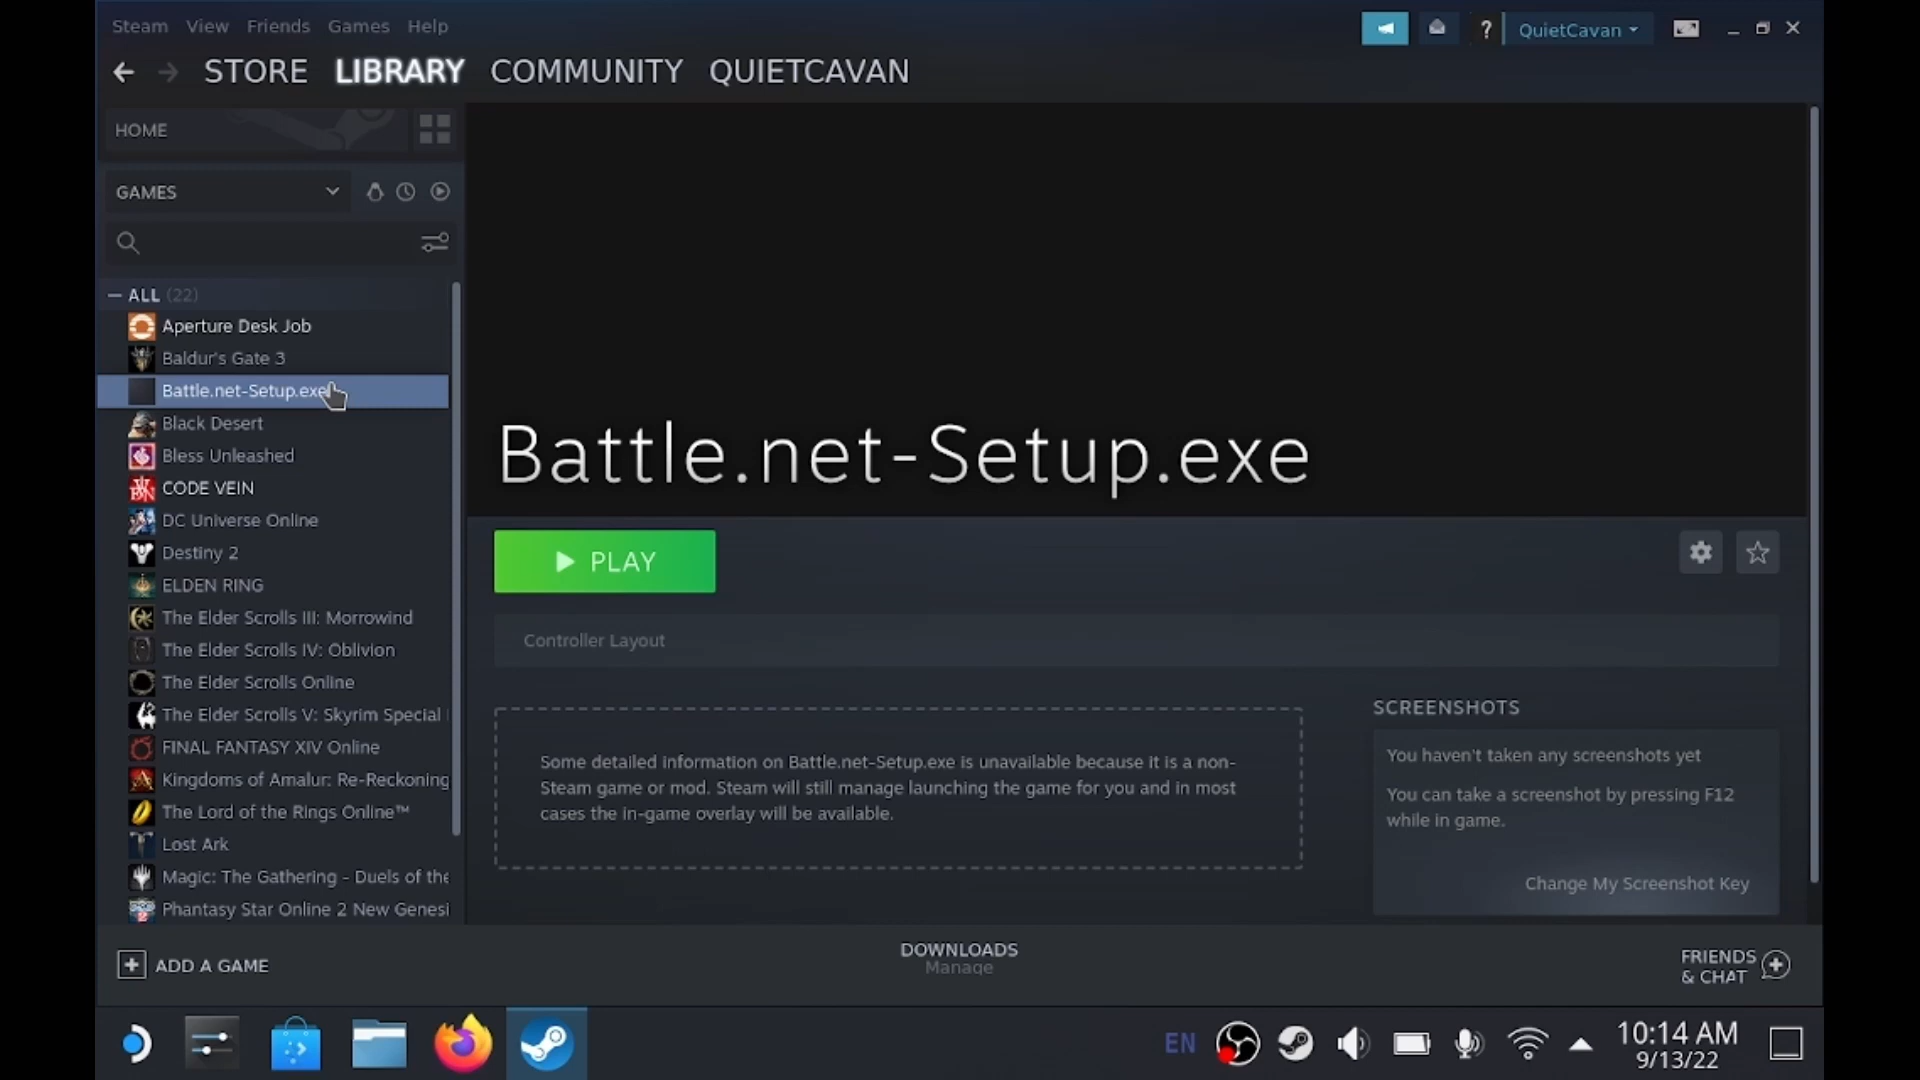 Steam View Friends Games Help
? QuietCavan
STORE LIBRARY COMMUNITY QUIETCAVAN
HOME
GAMES
ALL (22)
Aperture Desk Job
Baldur's Gate 3
Battle.net-Setup.exe
Black Desert
Bless Unleashed
CODE VEIN
DC Universe Online
Destiny 2
ELDEN RING
The Elder Scrolls III: Morrowind
The Elder Scrolls IV: Oblivion
The Elder Scrolls Online
The Elder Scrolls V: Skyrim Special
FINAL FANTASY XIV Online
Kingdoms of Amalur: Re-Reckoning
The Lord of the Rings Online™
Lost Ark
Magic: The Gathering - Duels of the
Phantasy Star Online 2 New Genesi
Battle.net-Setup.exe
PLAY
Controller Layout
Some detailed information on Battle.net-Setup.exe is unavailable because it is a non-
Steam game or mod. Steam will still manage launching the game for you and in most
cases the in-game overlay will be available.
SCREENSHOTS
You haven't taken any screenshots yet
You can take a screenshot by pressing F12
while in game.
Change My Screenshot Key
ADD A GAME
DOWNLOADS
Manage
FRIENDS
& CHAT
EN
10:14 AM
9/13/22